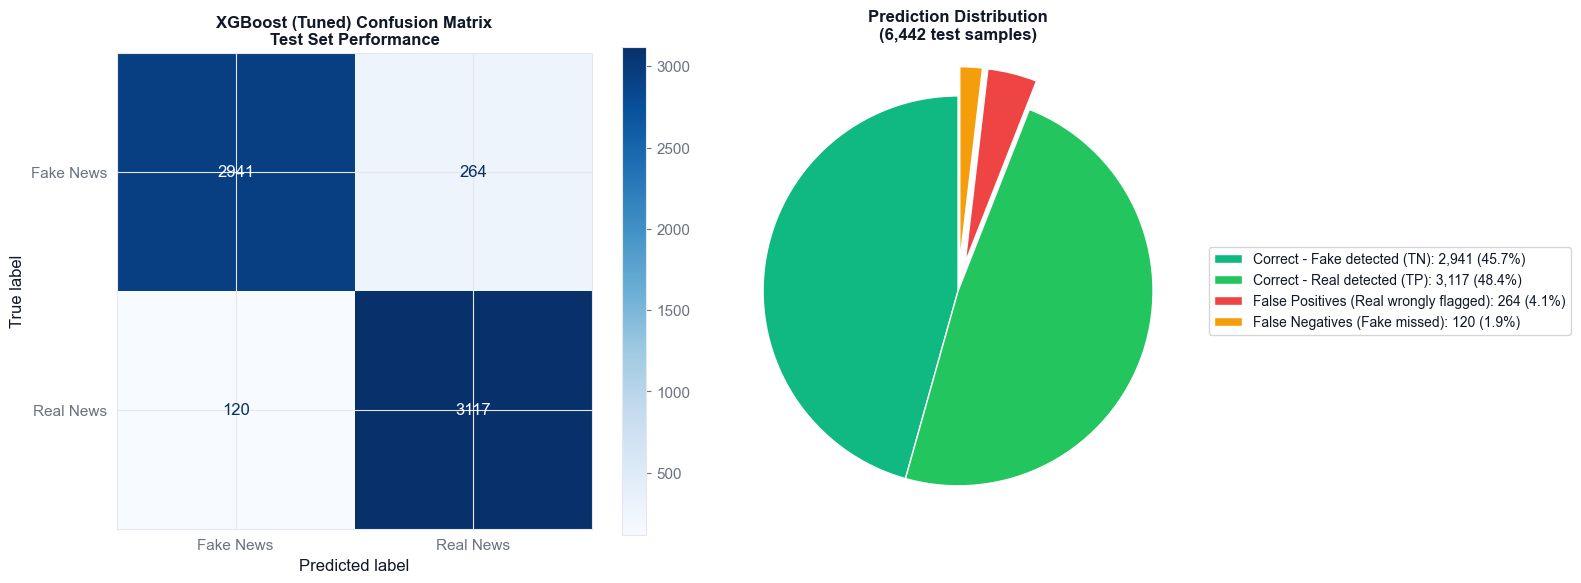 XGBoost (Tuned) Confusion Matrix
Test Set Performance
True label
Fake News
Real News
2941
264
120
3117
Fake News
Real News
Predicted label
3000
2500
2000
1500
1000
500
Prediction Distribution
(6,442 test samples)
Correct - Fake detected (TN): 2,941 (45.7%)
Correct - Real detected (TP): 3,117 (48.4%)
False Positives (Real wrongly flagged): 264 (4.1%)
False Negatives (Fake missed): 120 (1.9%)